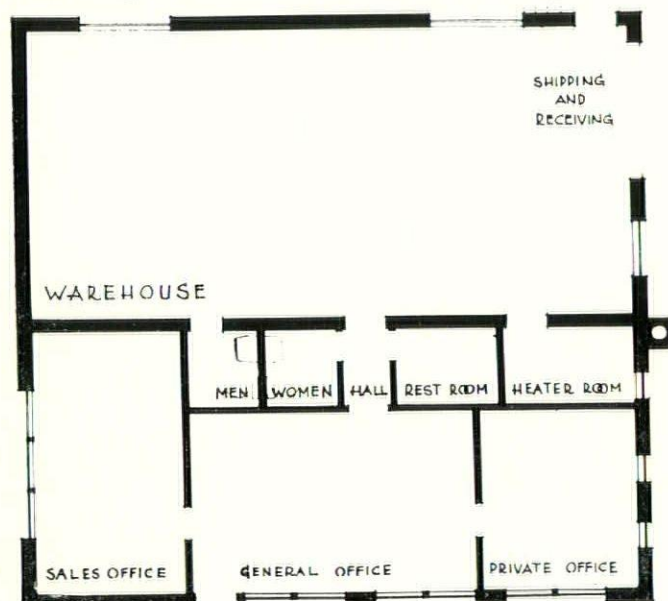 SHIPPING
AND
RECEIVING
WAREHOUSE
MEN
WOMEN
HALL
REST ROOM
HEATER ROOM
SALES OFFICE
GENERAL OFFICE
PRIVATE OFFICE